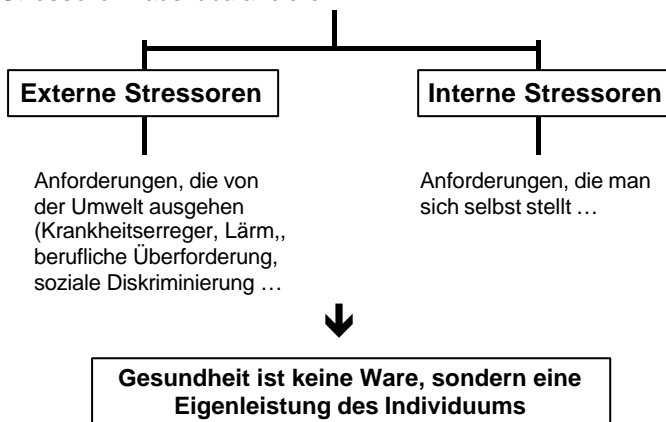 Externe Stressoren
Interne Stressoren
Anforderungen, die von
der Umwelt ausgehen
(Krankheitserreger, Lärm,,
berufliche Überforderung,
soziale Diskriminierung …
Anforderungen, die man
sich selbst stellt …
Gesundheit ist keine Ware, sondern eine
Eigenleistung des Individuums